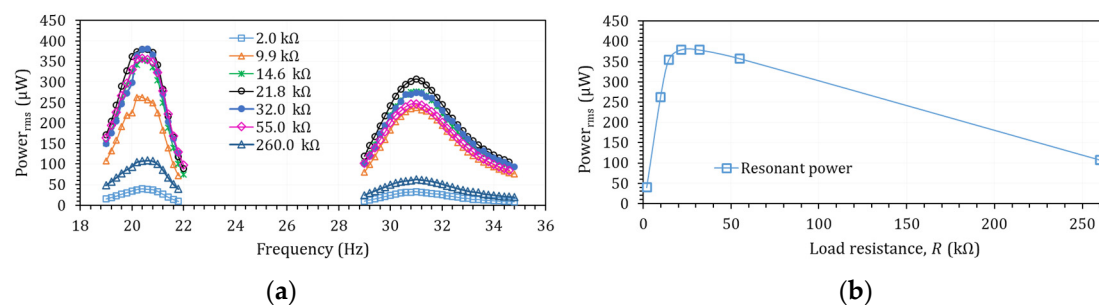 450
400
350
300
250
200
150
100
50
0
Power_rms (μW)
18 20 22 24 26 28 30 32 34 36
Frequency (Hz)
2.0 kΩ
9.9 kΩ
14.6 kΩ
21.8 kΩ
32.0 kΩ
55.0 kΩ
260.0 kΩ
(a)
450
400
350
300
250
200
150
100
50
0
Power_rms (μW)
0 50 100 150 200 250
Load resistance, R (kΩ)
Resonant power
(b)